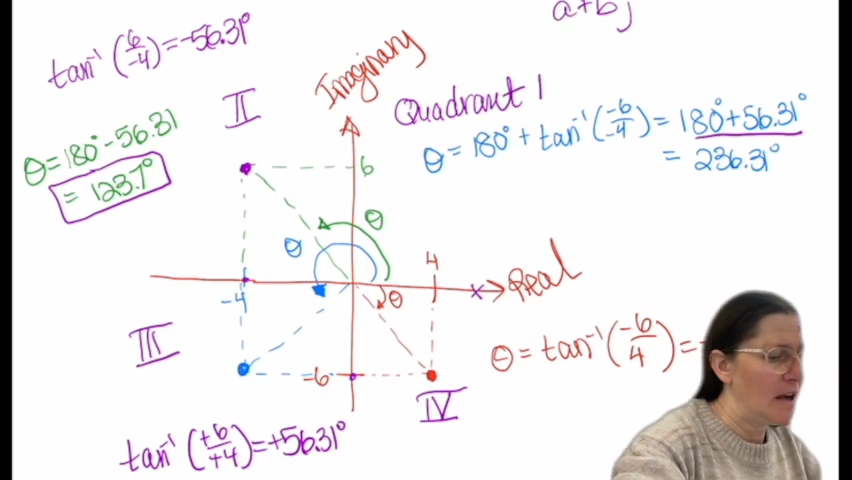 a+bj
tan⁻¹(6/-4)=-56.31°
Imaginary
II
Quadrant 1
θ=180°-56.31
=123.7°
θ=180°+tan⁻¹(-6/-4)=180°+56.31°
=236.31°
6
θ
θ
4
Real
-4
θ
x
III
θ=tan⁻¹(-6/4)=-
-6
IV
tan⁻¹(+6/+4)=+56.31°